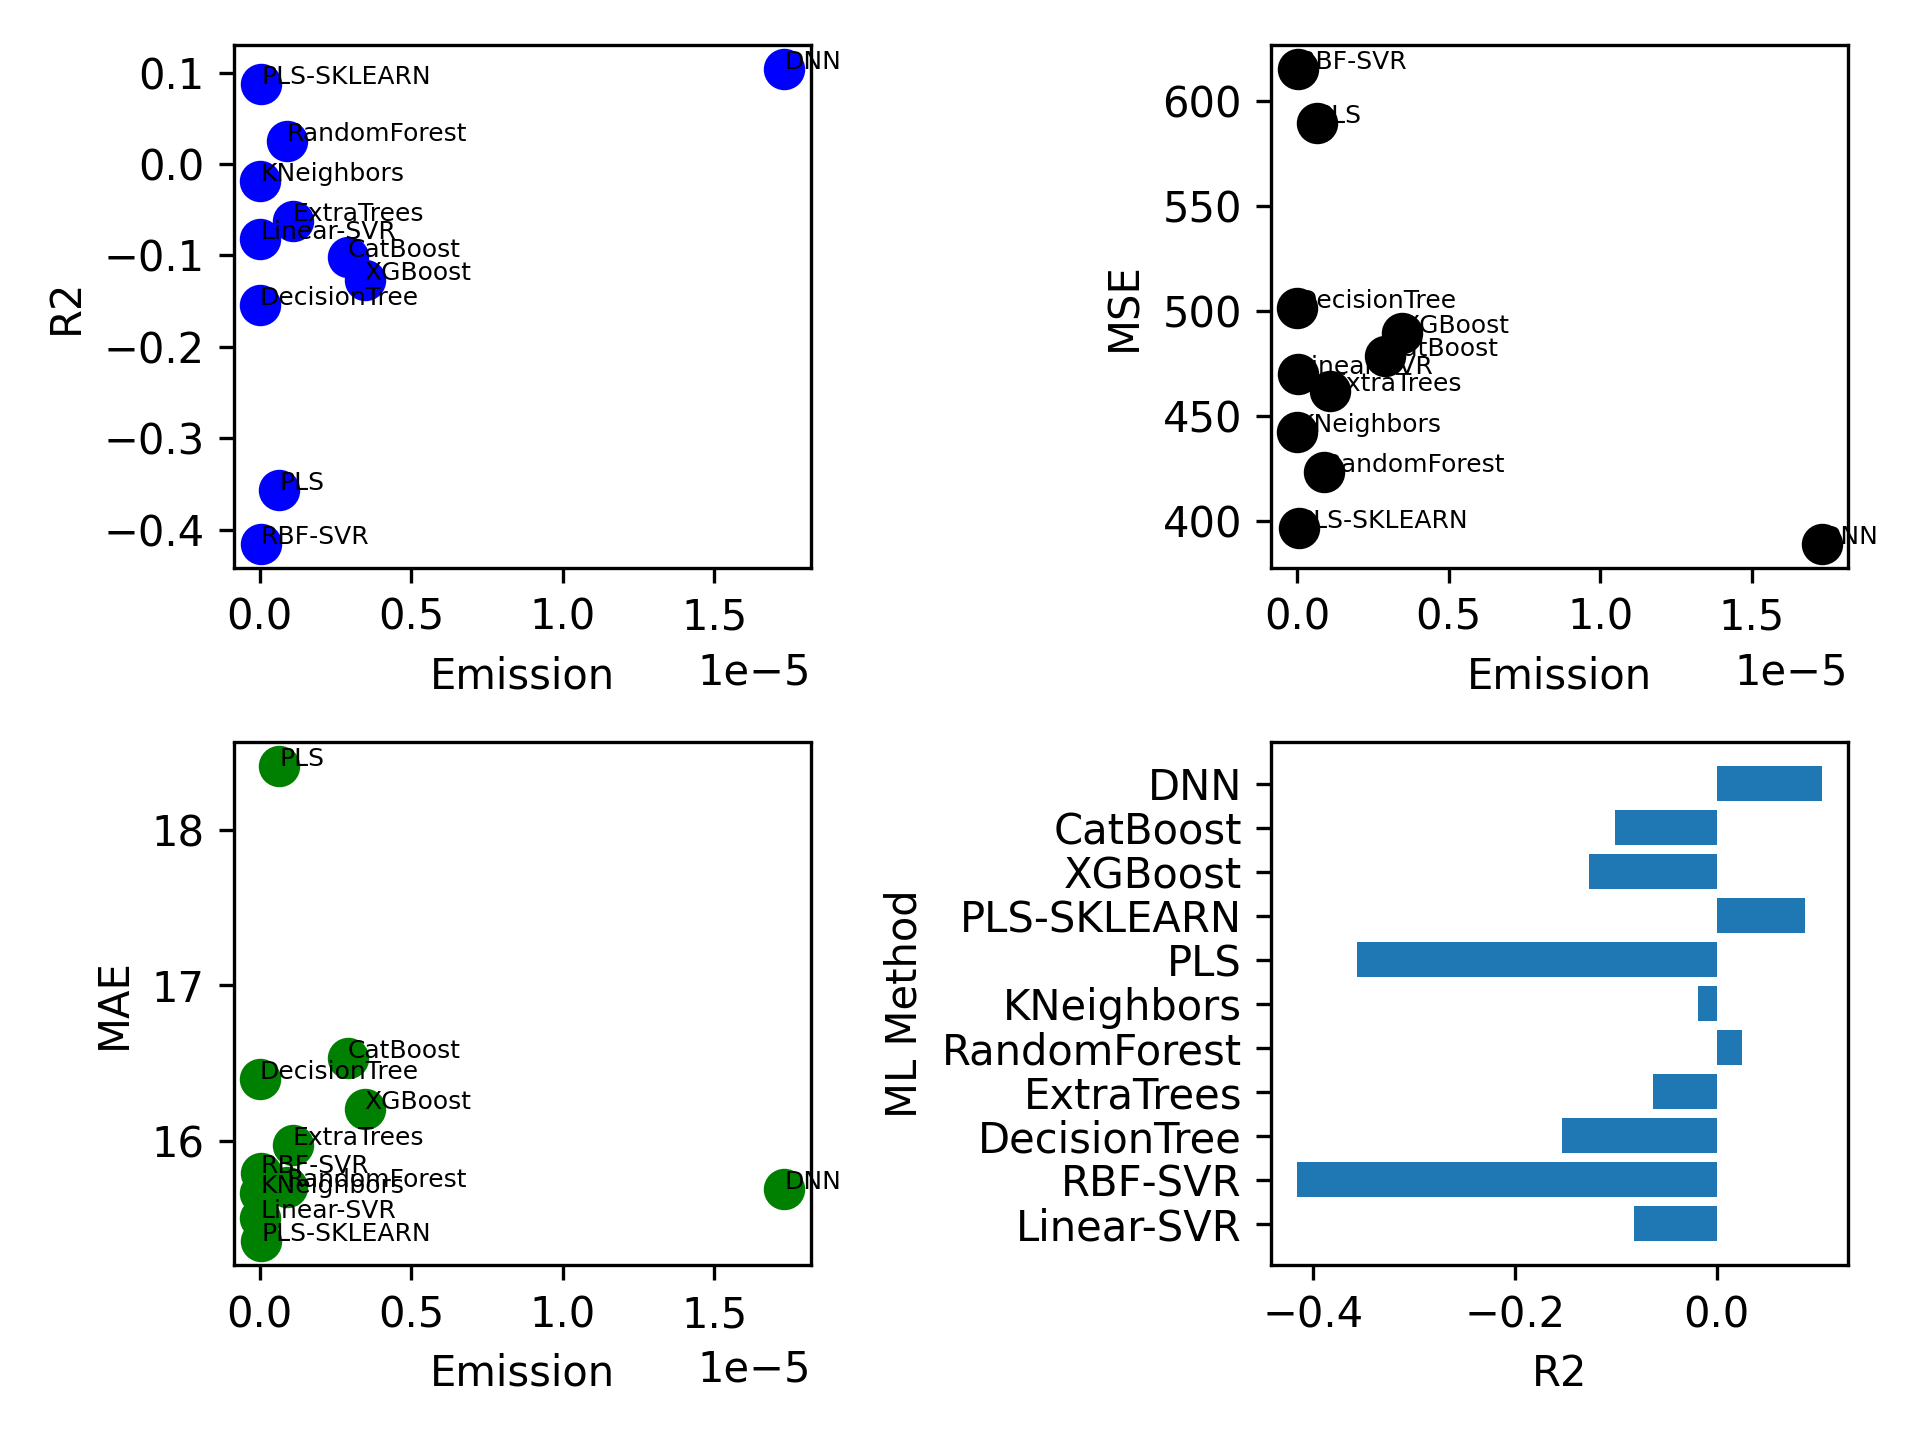 0.1
0.0
−0.1
−0.2
−0.3
−0.4
R2
PLS-SKLEARN
DNN
RandomForest
KNeighbors
ExtraTrees
Linear-SVR
CatBoost
XGBoost
DecisionTree
PLS
RBF-SVR
0.0 0.5 1.0 1.5
1e−5
Emission
600
550
500
450
400
MSE
RBF-SVR
PLS
DecisionTree
XGBoost
CatBoost
Linear-SVR
ExtraTrees
KNeighbors
RandomForest
PLS-SKLEARN
DNN
0.0 0.5 1.0 1.5
1e−5
Emission
18
17
16
MAE
PLS
CatBoost
DecisionTree
XGBoost
ExtraTrees
RBF-SVR
RandomForest
KNeighbors
DNN
Linear-SVR
PLS-SKLEARN
0.0 0.5 1.0 1.5
1e−5
Emission
ML Method
DNN
CatBoost
XGBoost
PLS-SKLEARN
PLS
KNeighbors
RandomForest
ExtraTrees
DecisionTree
RBF-SVR
Linear-SVR
−0.4 −0.2 0.0
R2